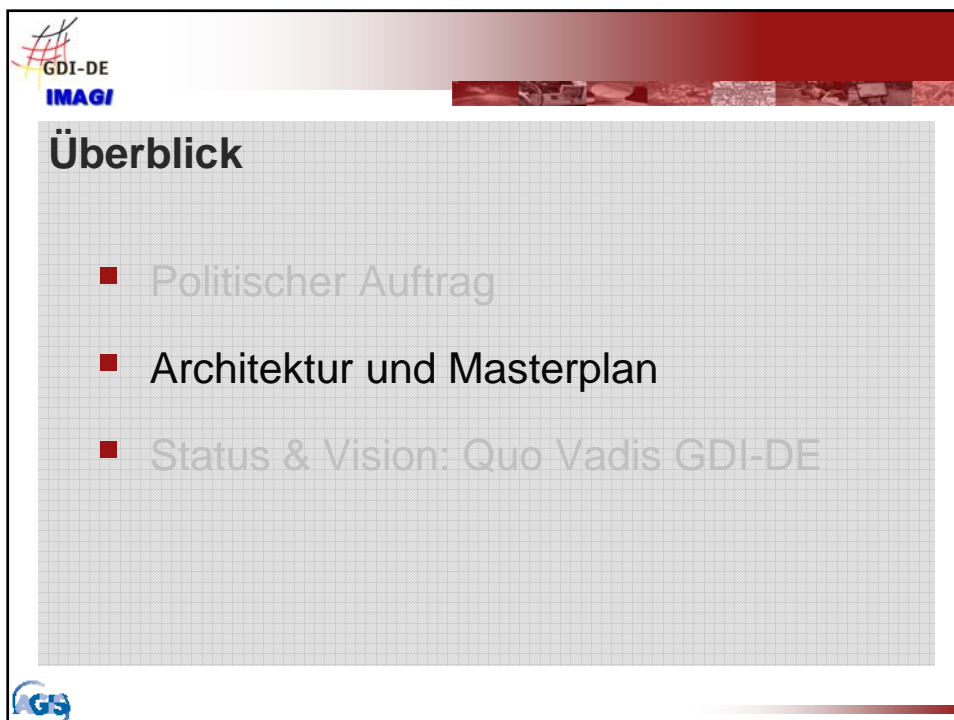 GDI-DE
IMAGI
Überblick
Politischer Auftrag
Architektur und Masterplan
Status & Vision: Quo Vadis GDI-DE
AGIS